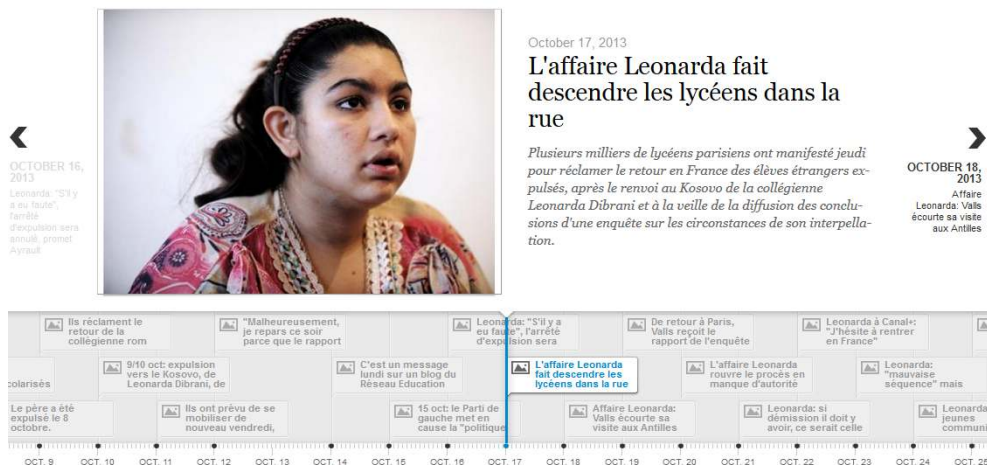 October 17, 2013
L'affaire Leonarda fait
descendre les lycéens dans la
rue
Plusieurs milliers de lycéens parisiens ont manifesté jeudi
pour réclamer le retour en France des élèves étrangers ex-
pulsés, après le renvoi au Kosovo de la collégienne
Leonarda Dibrani et à la veille de la diffusion des conclu-
sions d'une enquête sur les circonstances de son interpella-
tion.
OCTOBER 16,
2013
Leonarda: "S'il y
a eu faute",
l'arrêté
d'expulsion sera
annulé, promet
Ayrault
OCTOBER 18,
2013
Affaire
Leonarda: Valls
écourte sa visite
aux Antilles
Ils réclament le
retour de la
collégienne rom
"Malheureusement,
je repars ce soir
parce que le rapport
Leonarda: "S'il y a
eu faute", l'arrêté
d'expulsion sera
De retour à Paris,
Valls reçoit le
rapport de l'enquête
Leonarda à Canal+:
"J'hésite à rentrer
en France"
colarisés
9/10 oct: expulsion
vers le Kosovo, de
Leonarda Dibrani, de
C'est un message
lundi sur un blog du
Réseau Education
L'affaire Leonarda
fait descendre les
lycéens dans la rue
L'affaire Leonarda
rouvre le procès en
manque d'autorité
Leonarda:
"mauvaise
séquence" mais
Le père a été
expulsé le 8
octobre.
Ils ont prévu de se
mobiliser de
nouveau vendredi,
15 oct: le Parti de
gauche met en
cause la "politique
Affaire Leonarda:
Valls écourte sa
visite aux Antilles
Leonarda: si
démission il doit y
avoir, ce serait celle
Leonarda
jeunes
communi
OCT. 9
OCT. 10
OCT. 11
OCT. 12
OCT. 13
OCT. 14
OCT. 15
OCT. 16
OCT. 17
OCT. 18
OCT. 19
OCT. 20
OCT. 21
OCT. 22
OCT. 23
OCT. 24
OCT. 25